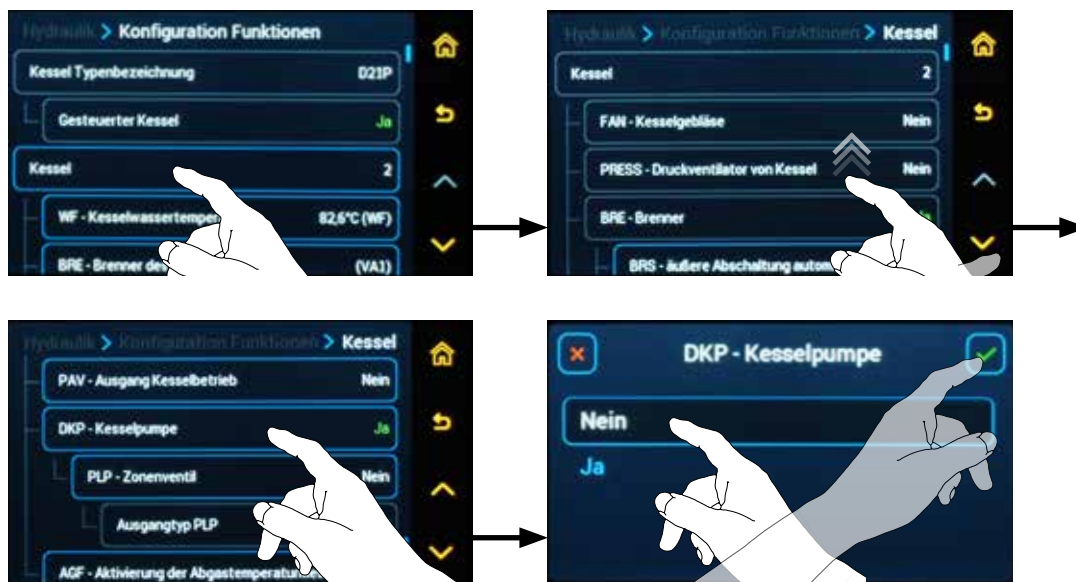 Hydraulik > Konfiguration Funktionen
Kessel Typenbezeichnung D21P
Gesteuerter Kessel Ja
Kessel 2
WF - Kesselwassertemper 82,6°C (WF)
BRE - Brenner des (VA1)
Hydraulik > Konfiguration Funktionen > Kessel
Kessel 2
FAN - Kesselgebläse Nein
PRESS - Druckventilator von Kessel Nein
BRE - Brenner Ja
BRS - äußere Abschaltung autom
Hydraulik > Konfiguration Funktionen > Kessel
PAV - Ausgang Kesselbetrieb Nein
DKP - Kesselpumpe Ja
PLP - Zonenventil Nein
Ausgangtyp PLP
AGF - Aktivierung der Abgastemperatur
DKP - Kesselpumpe
Nein
Ja